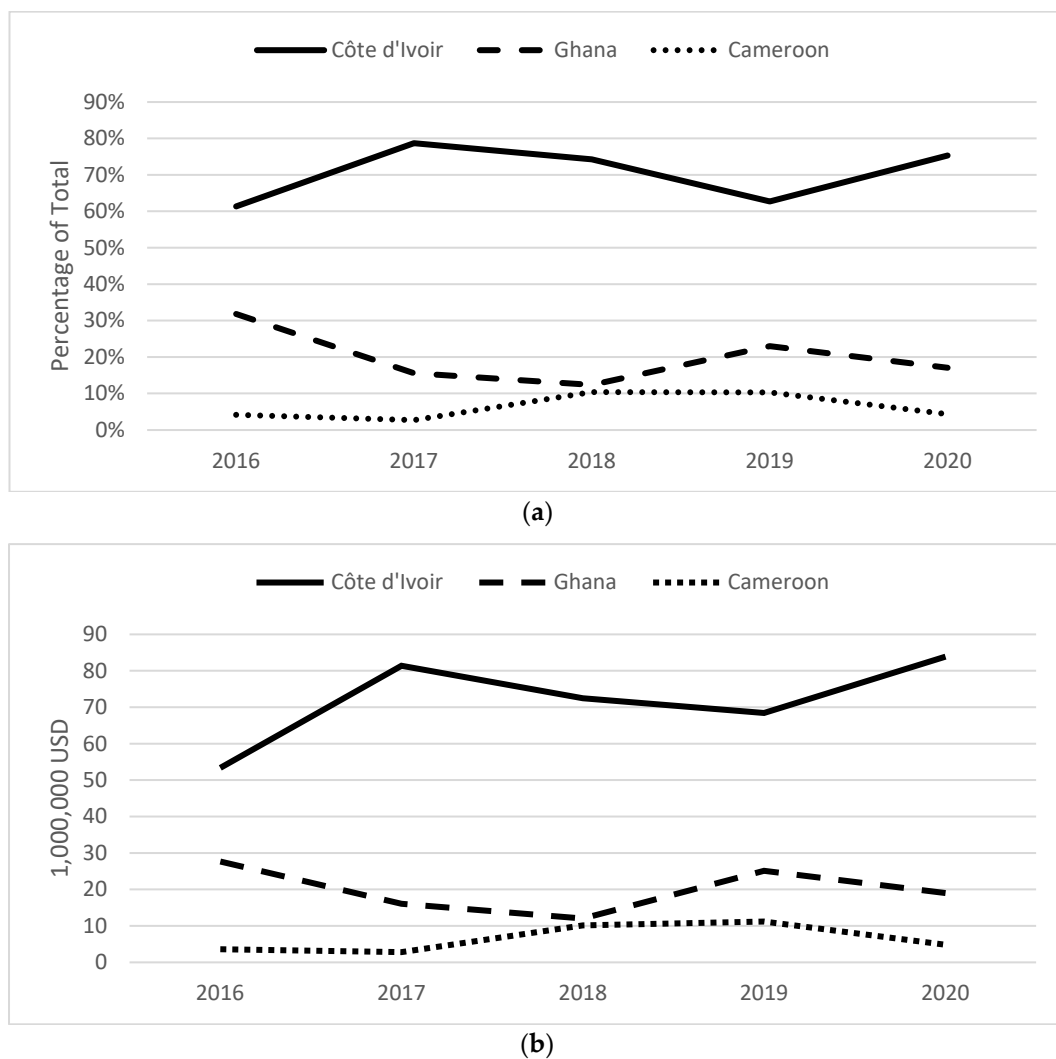 Côte d'Ivoir Ghana Cameroon
90%
80%
70%
60%
50%
40%
30%
20%
10%
0%
Percentage of Total
2016 2017 2018 2019 2020
(a)
Côte d'Ivoir Ghana Cameroon
90
80
70
60
50
40
30
20
10
0
1,000,000 USD
2016 2017 2018 2019 2020
(b)